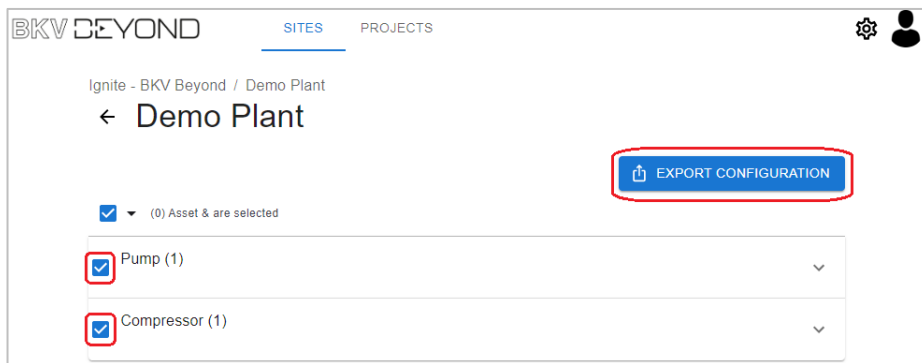 BKV BEYOND SITES PROJECTS
Ignite - BKV Beyond / Demo Plant
Demo Plant
EXPORT CONFIGURATION
(0) Asset & are selected
Pump (1)
Compressor (1)